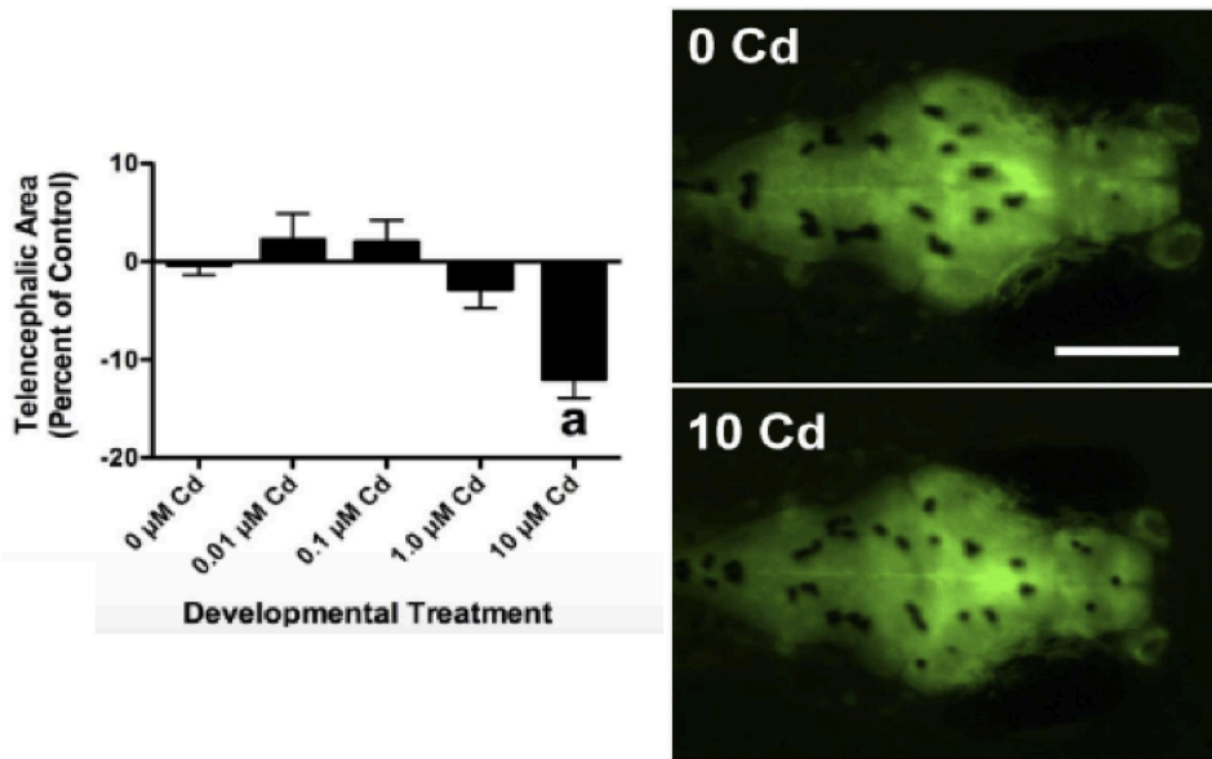 Telencephalic Area
(Percent of Control)
10
0
-10
-20
a
0 µM Cd
0.01 µM Cd
0.1 µM Cd
1.0 µM Cd
10 µM Cd
Developmental Treatment
0 Cd
10 Cd